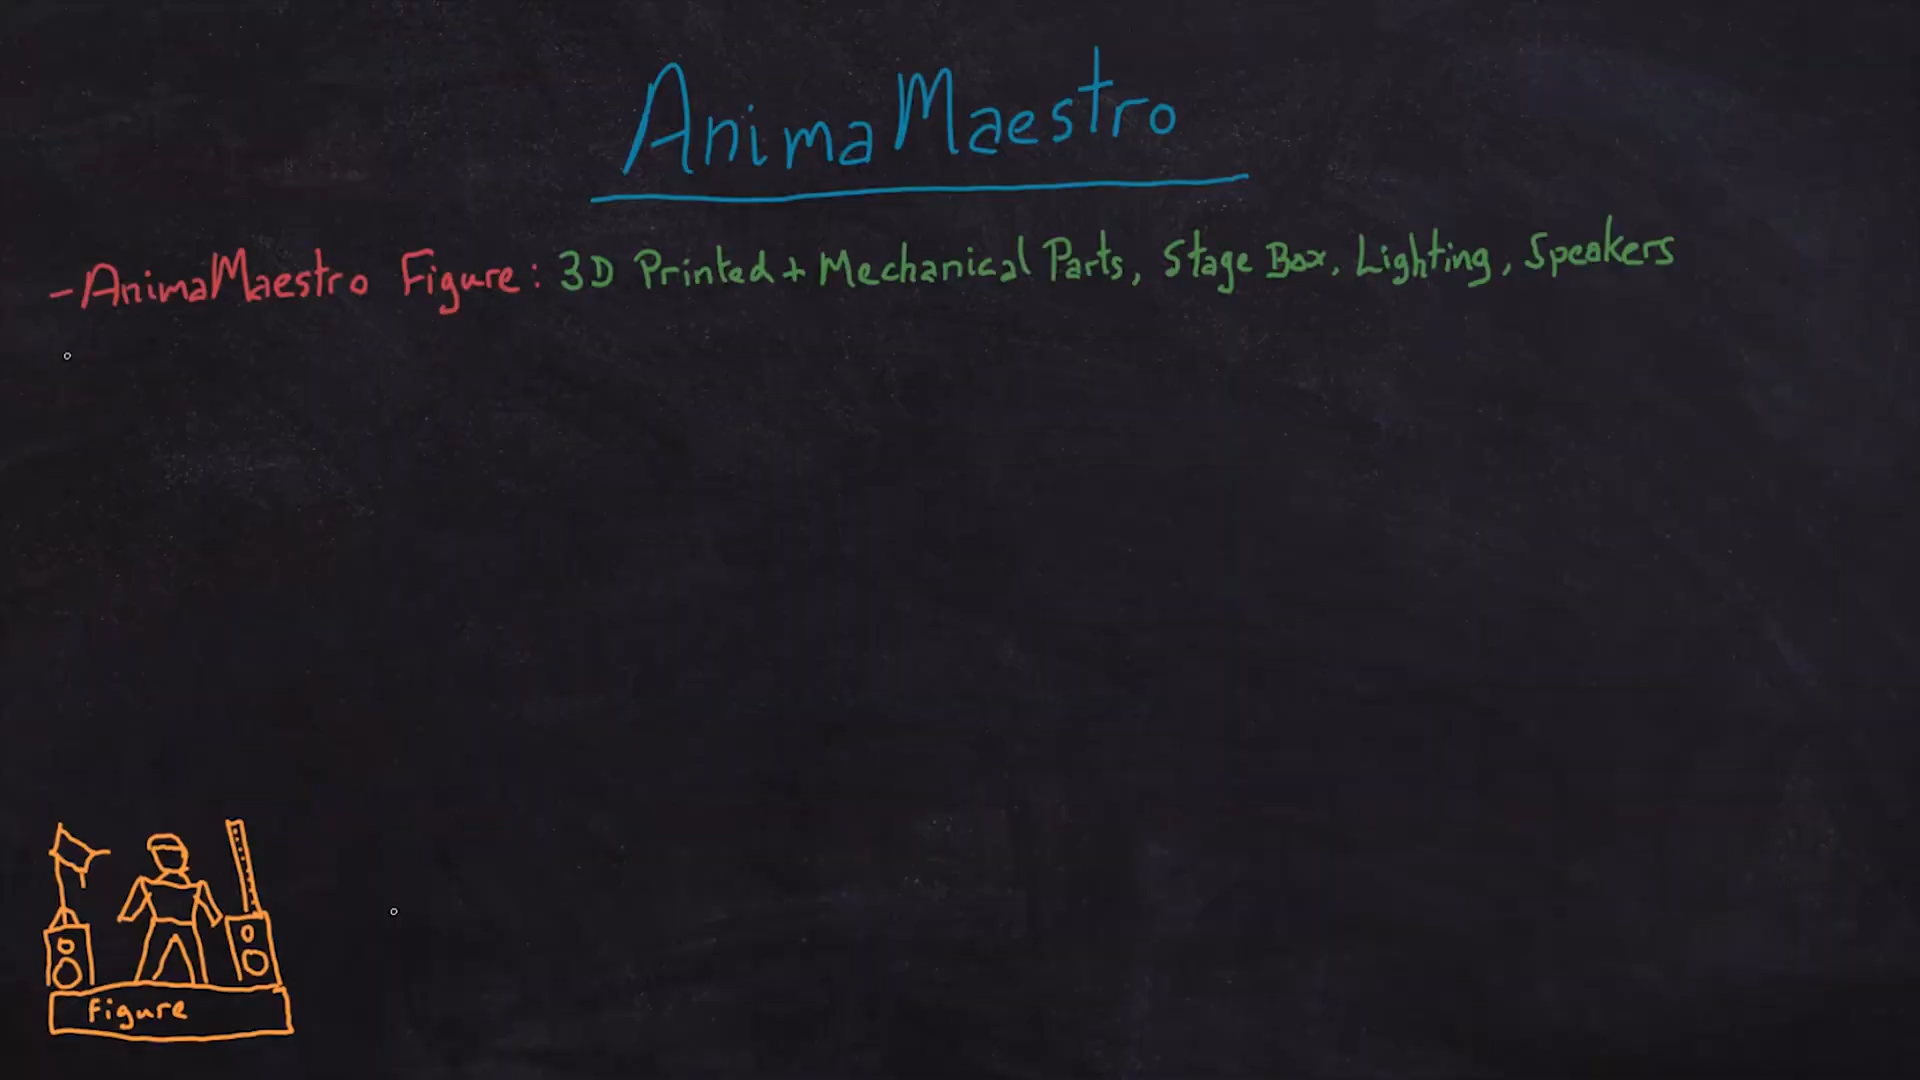 AnimaMaestro
- AnimaMaestro Figure: 3D Printed + Mechanical Parts, Stage Box, Lighting, Speakers
Figure